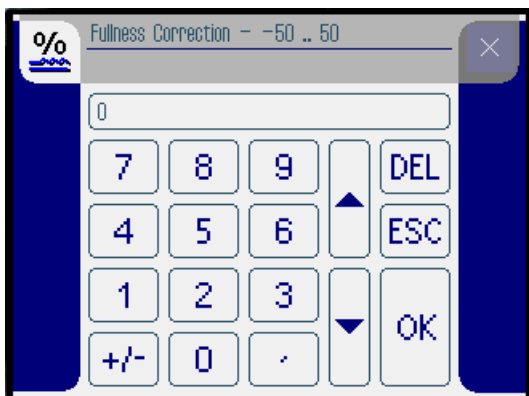 %
Fullness Correction - -50 .. 50
0
7 8 9 DEL
4 5 6 ESC
1 2 3
+/- 0 . OK